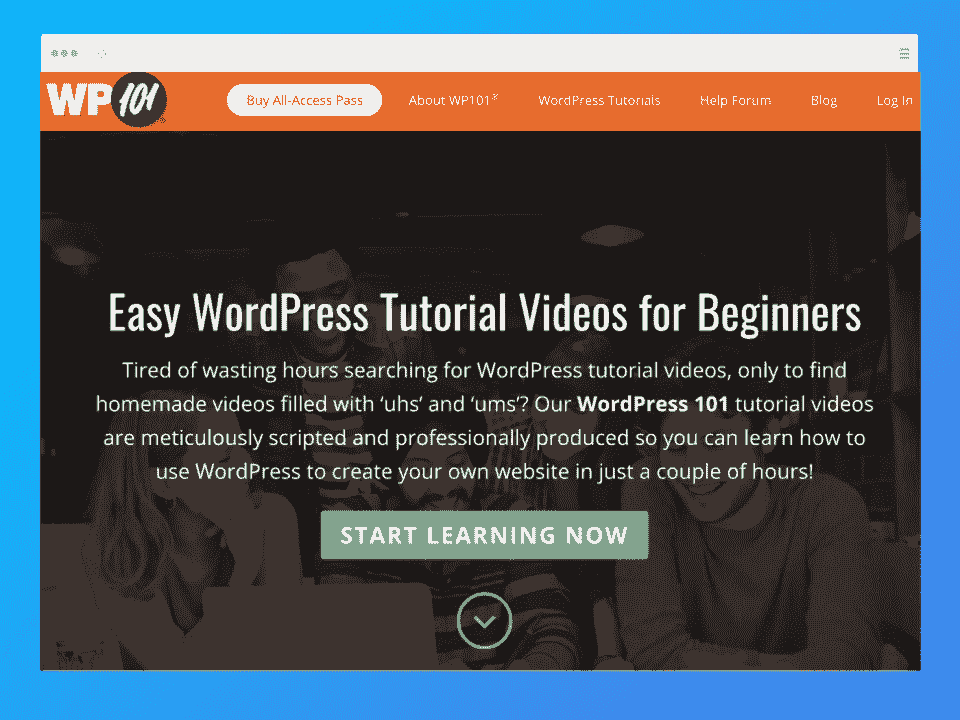 WP 101®
Buy All-Access Pass
About WP101®
WordPress Tutorials
Help Forum
Blog
Log In
Easy WordPress Tutorial Videos for Beginners
Tired of wasting hours searching for WordPress tutorial videos, only to find
homemade videos filled with ‘uhs’ and ‘ums’? Our WordPress 101 tutorial videos
are meticulously scripted and professionally produced so you can learn how to
use WordPress to create your own website in just a couple of hours!
START LEARNING NOW